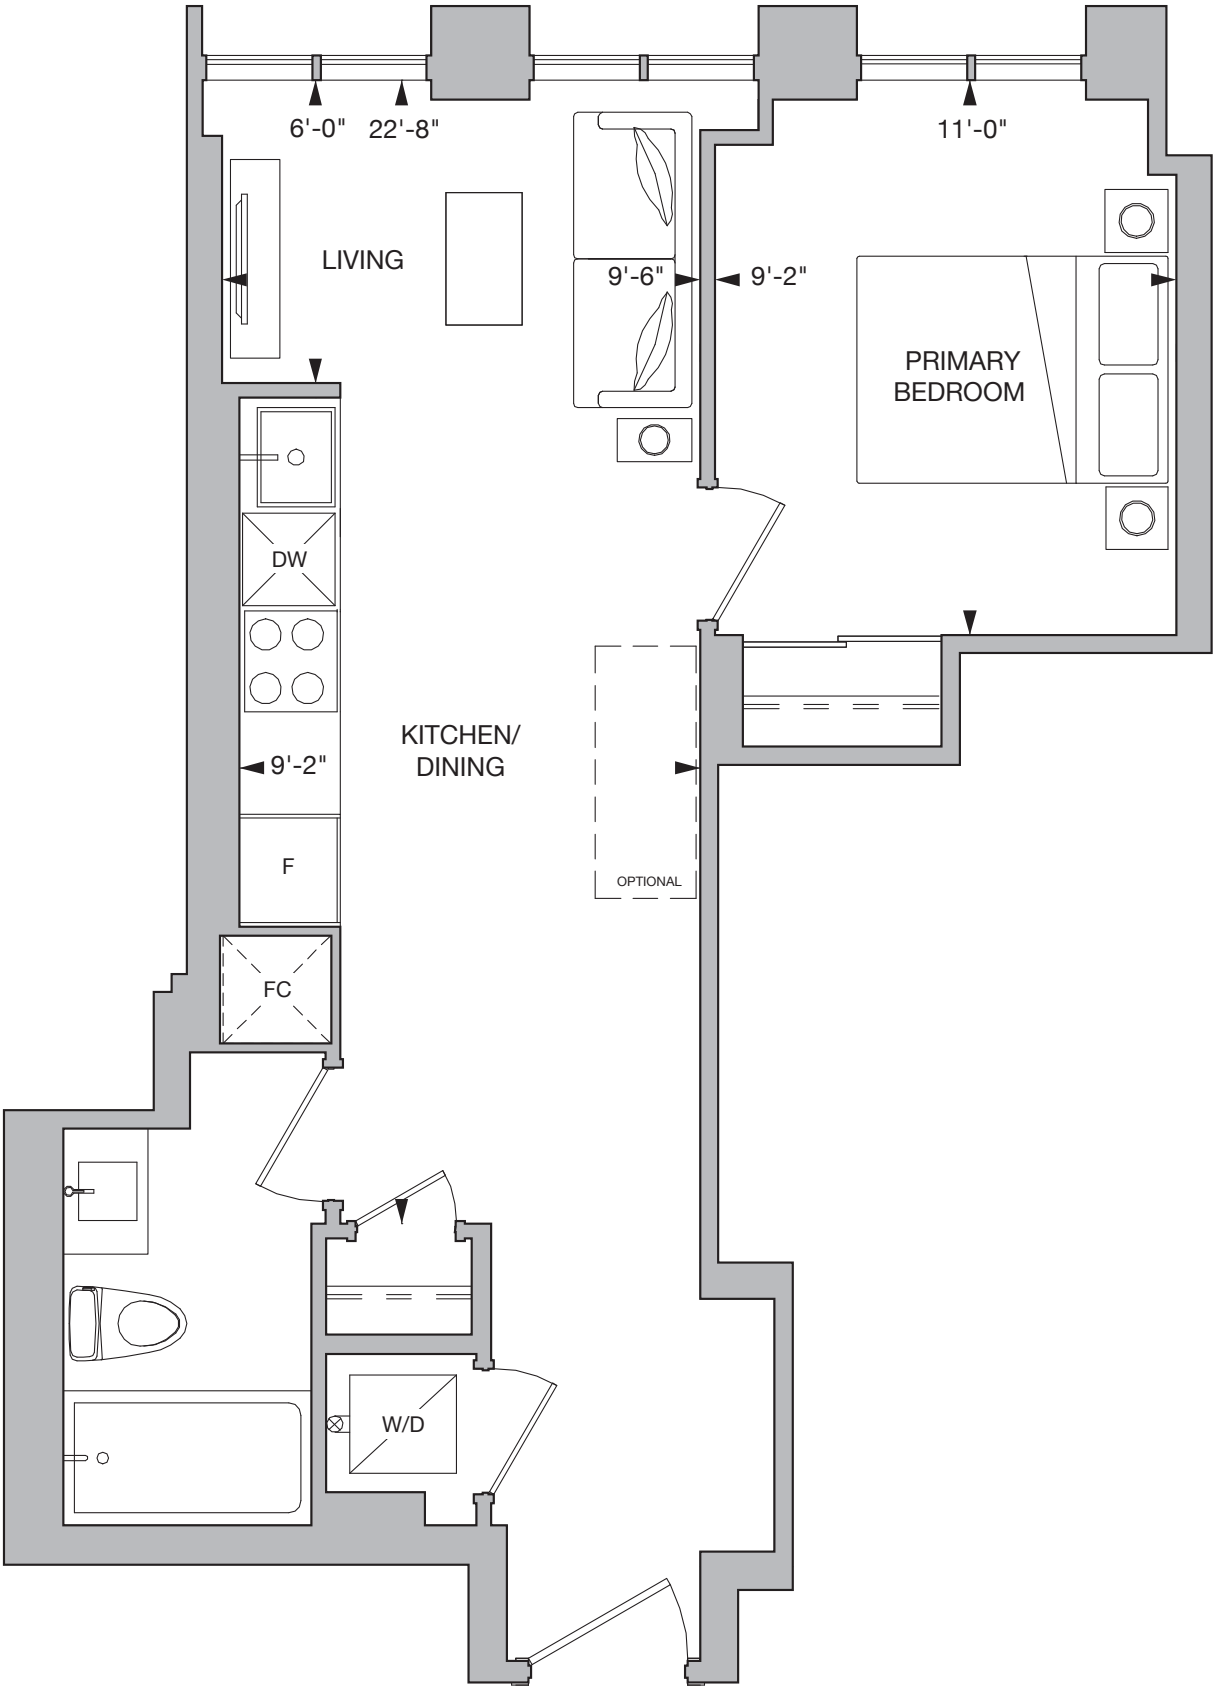 6'-0" 22'-8"
11'-0"
LIVING
9'-6"
9'-2"
PRIMARY
BEDROOM
DW
KITCHEN/
DINING
9'-2"
F
OPTIONAL
FC
W/D